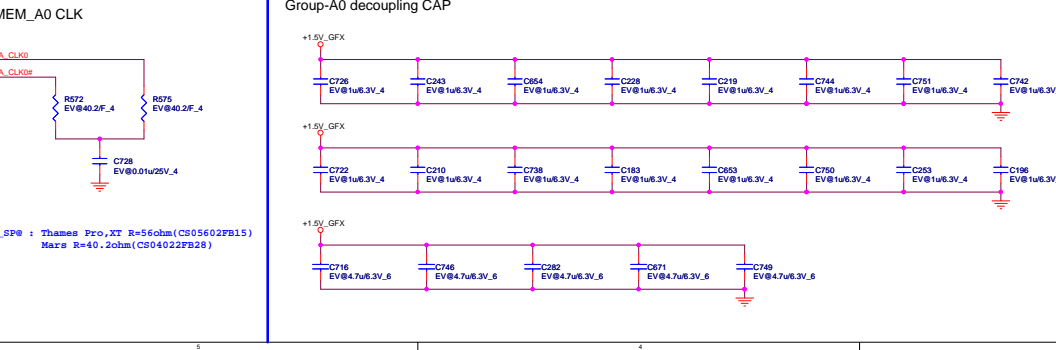 MEM_A0 CLK
A_CLK0
A_CLK0#
R572
EV@40.2/F_4
R575
EV@40.2/F_4
C728
EV@0.01u/25V_4
_SP@ : Thames Pro,XT R=56ohm(CS05602FB15)
Mars R=40.2ohm(CS04022FB28)
Group-A0 decoupling CAP
+1.5V_GFX
C726
EV@1u/6.3V_4
C243
EV@1u/6.3V_4
C654
EV@1u/6.3V_4
C228
EV@1u/6.3V_4
C219
EV@1u/6.3V_4
C744
EV@1u/6.3V_4
C751
EV@1u/6.3V_4
C742
EV@1u/6.3V
+1.5V_GFX
C722
EV@1u/6.3V_4
C210
EV@1u/6.3V_4
C738
EV@1u/6.3V_4
C183
EV@1u/6.3V_4
C653
EV@1u/6.3V_4
C750
EV@1u/6.3V_4
C253
EV@1u/6.3V_4
C196
EV@1u/6.3V
+1.5V_GFX
C716
EV@4.7u/6.3V_6
C746
EV@4.7u/6.3V_6
C282
EV@4.7u/6.3V_6
C671
EV@4.7u/6.3V_6
C749
EV@4.7u/6.3V_6
5
4